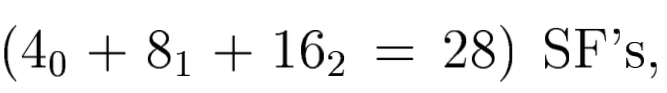 (4₀ + 8₁ + 16₂ = 28) SF's,